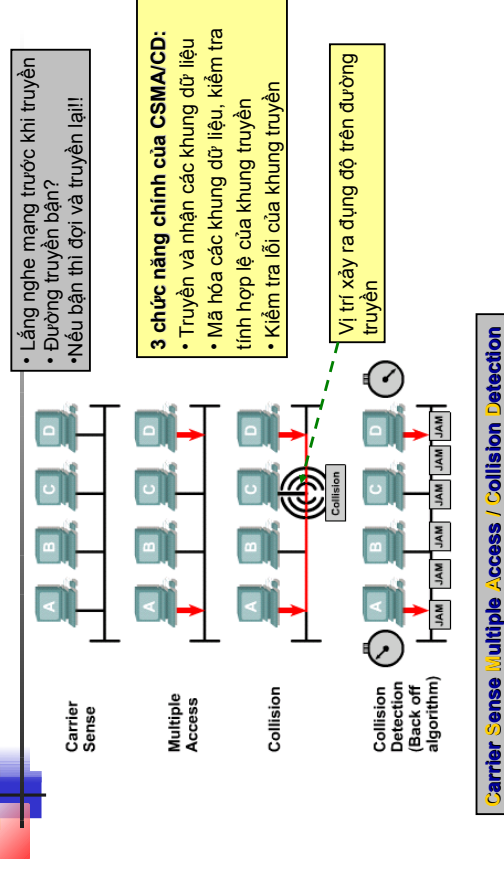 • Lắng nghe mạng trước khi truyền
• Đường truyền bận?
•Nếu bận thì đợi và truyền lại!!
Carrier
Sense
A B C D
3 chức năng chính của CSMA/CD:
• Truyền và nhận các khung dữ liệu
• Mã hóa các khung dữ liệu, kiểm tra
tính hợp lệ của khung truyền
• Kiểm tra lỗi của khung truyền
Multiple
Access
A B C D
Collision
A B C D
Collision
Vị trí xảy ra đụng độ trên đường
truyền
Collision
Detection
(Back off
algorithm)
A B C D
JAM JAM JAM JAM JAM JAM
Carrier Sense Multiple Access / Collision Detection